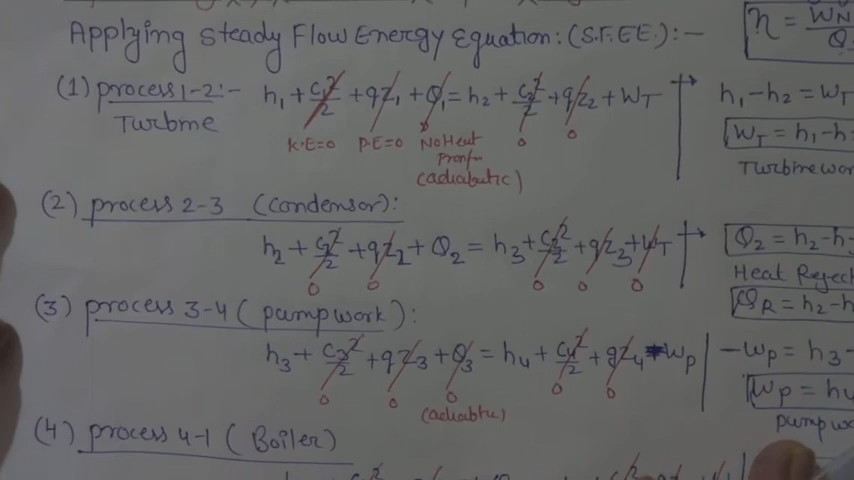 Applying Steady Flow Energy Equation: (S.F.E.E.):-
η = WN/Q
(1) process 1-2:- h₁ + c₁²/2 + gz₁ + Q₁ = h₂ + c₂²/2 + gz₂ + WT
h₁ - h₂ = WT
Turbine
K.E=0 P.E=0 No Heat 0 0
WT = h₁ - h
(adiabutic)
Turbine wor
(2) process 2-3 (condensor):
h₂ + c₂²/2 + gz₂ + Q₂ = h₃ + c₃²/2 + gz₃ + WT
Q₂ = h₂ - h
0 0 0 0 0
Heat Reject
QR = h₂ - h
(3) process 3-4 (pump work):
h₃ + c₃²/2 + gz₃ + Q₃ = h₄ + c₄²/2 + gz₄ - wp
-wp = h₃ -
0 0 0 0 0
wp = h₄
(adiabtic)
pump wo
(4) process 4-1 (Boiler)